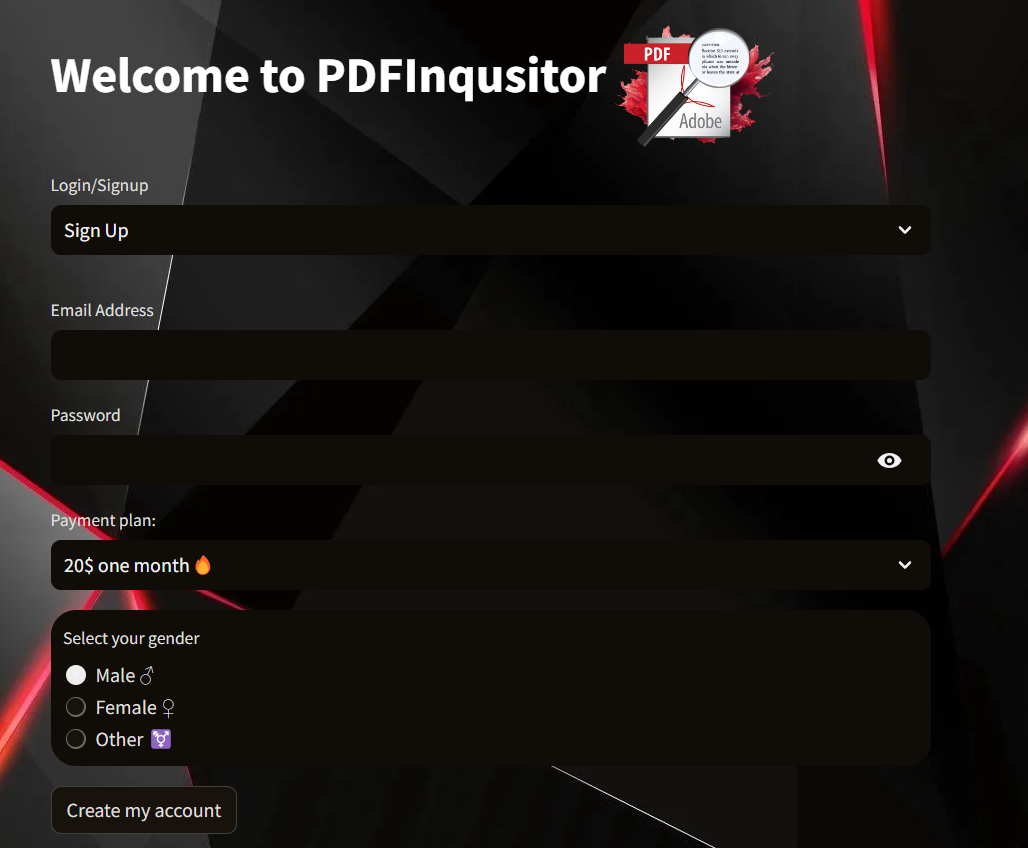 Welcome to PDFInqusitor
PDF
Adobe
Login/Signup
Sign Up
Email Address
Password
Payment plan:
20$ one month 🔥
Select your gender
Male ♂
Female ♀
Other ⚧
Create my account